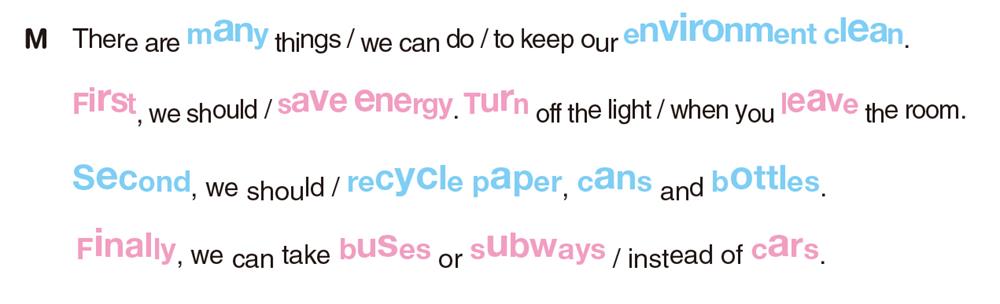 M There are many things / we can do / to keep our environment clean.
First, we should / save energy. Turn off the light / when you leave the room.
Second, we should / recycle paper, cans and bottles.
Finally, we can take buses or subways / instead of cars.